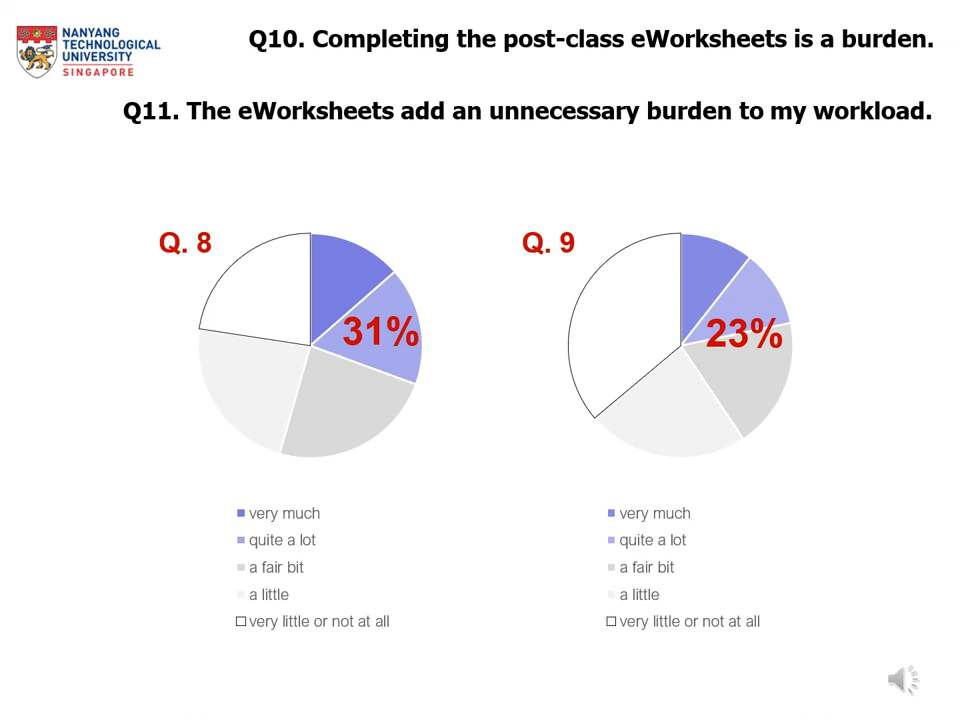 NANYANG
TECHNOLOGICAL
UNIVERSITY
SINGAPORE
Q10. Completing the post-class eWorksheets is a burden.
Q11. The eWorksheets add an unnecessary burden to my workload.
Q. 8
31%
Q. 9
23%
very much
quite a lot
a fair bit
a little
very little or not at all
very much
quite a lot
a fair bit
a little
very little or not at all